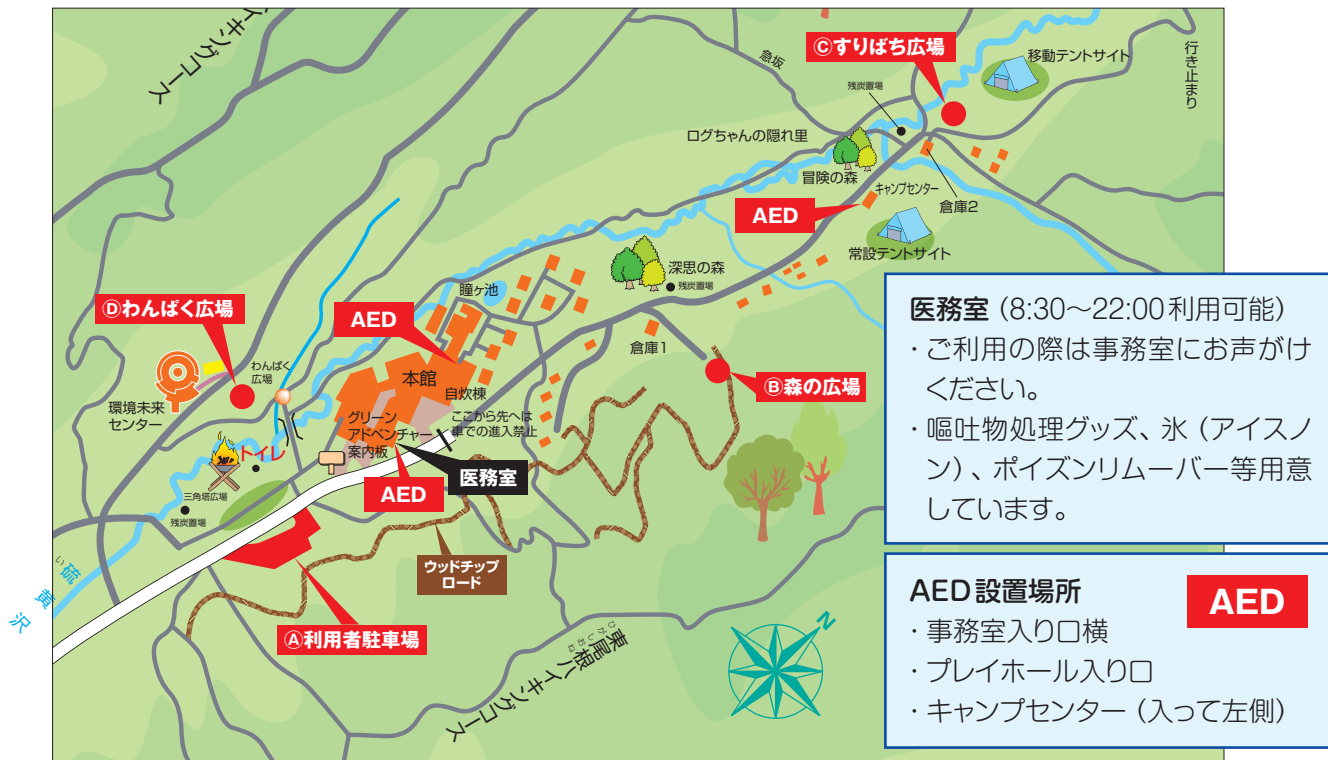 イキングコース
Ⓒすりばち広場
移動テントサイト
行き止まり
急坂
残炭置場
ログちゃんの隠れ里
冒険の森
キャンプセンター
倉庫2
AED
常設テントサイト
深思の森
残炭置場
瞳ヶ池
Ⓓわんぱく広場
AED
わんぱく
広場
倉庫1
本館
自炊棟
Ⓑ森の広場
環境未来
センター
グリーン
アドベンチャー
案内板
ここから先へは
車での進入禁止
トイレ
医務室
AED
三角塔広場
残炭置場
ウッドチップ
ロード
い
硫黄沢
Ⓐ利用者駐車場
ひがしおね
東尾根ハイキングコース
N
医務室 (8:30～22:00利用可能)
・ご利用の際は事務室にお声がけ
ください。
・嘔吐物処理グッズ、氷（アイスノ
ン）、ポイズンリムーバー等用意
しています。
AED設置場所
AED
・事務室入り口横
・プレイホール入り口
・キャンプセンター（入って左側）